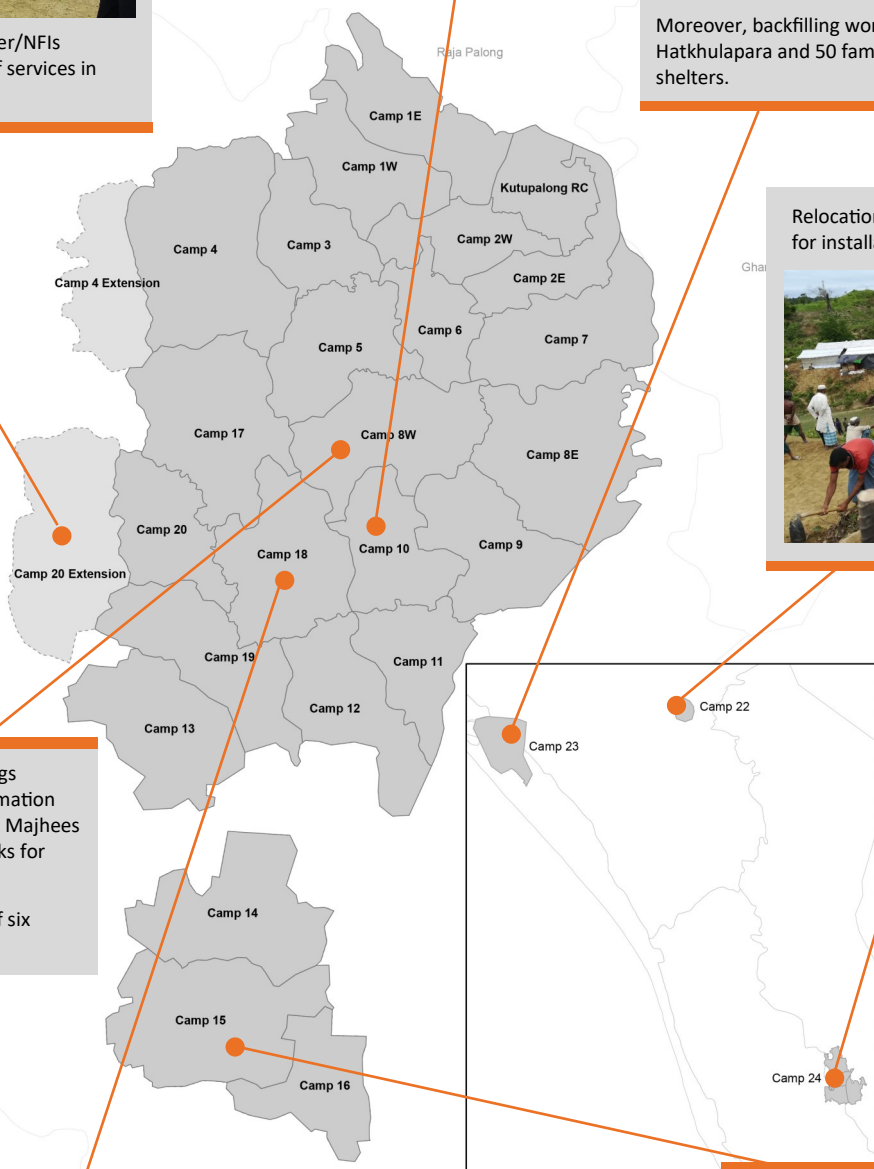 er/NFIs
f services in
Moreover, backfilling wor
Hatkhulapara and 50 fam
shelters.
Raja Palong
Camp 1E
Camp 1W
Kutupalong RC
Camp 4
Camp 3
Camp 2W
Relocation
for installa
Camp 4 Extension
Camp 2E
Camp 6
Camp 7
Camp 5
Camp 17
Camp 8W
Camp 8E
Camp 20
Camp 18
Camp 10
Camp 9
Camp 20 Extension
Camp 19
Camp 11
Camp 12
Camp 13
Camp 22
Camp 23
gs
mation
Majhees
ks for
f six
Camp 14
Camp 15
Camp 16
Camp 24